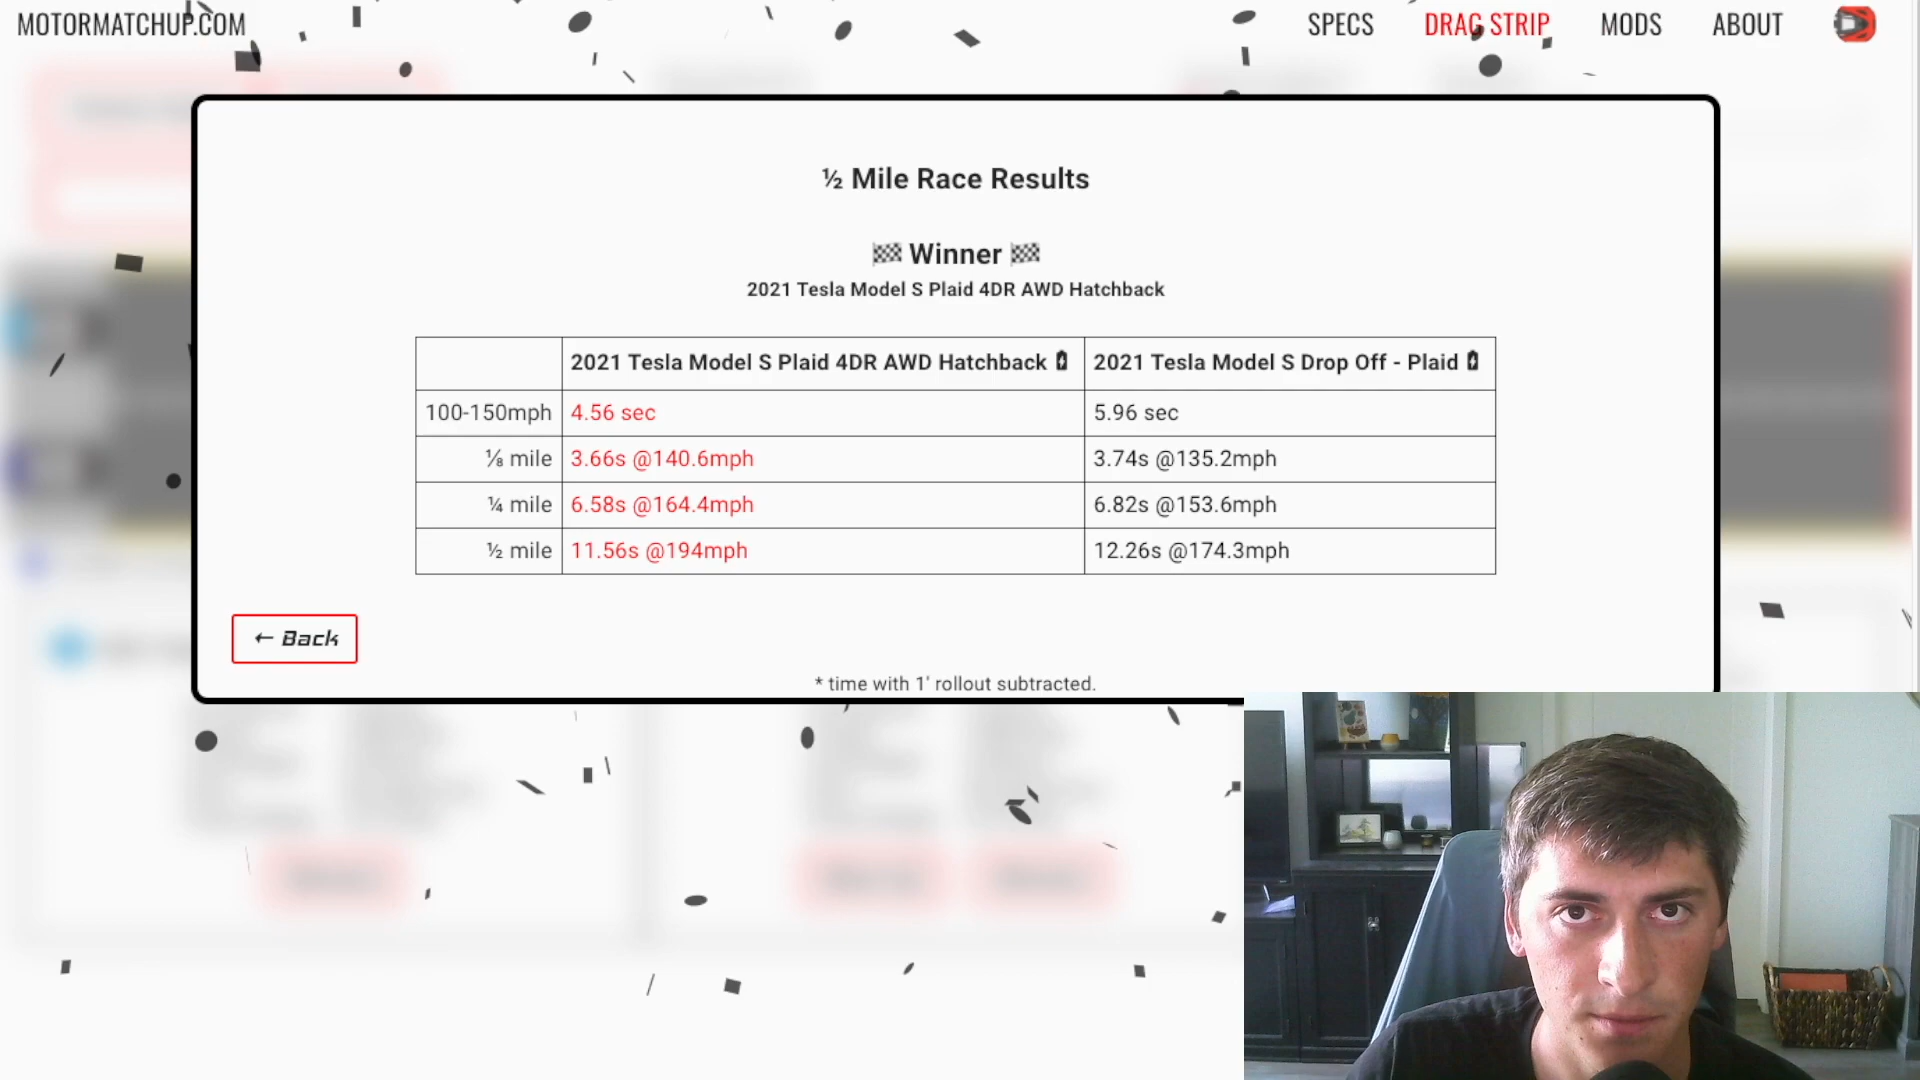 MOTORMATCHUP.COM
SPECS
DRAG STRIP
MODS
ABOUT
½ Mile Race Results
Winner
2021 Tesla Model S Plaid 4DR AWD Hatchback
2021 Tesla Model S Plaid 4DR AWD Hatchback 2021 Tesla Model S Drop Off - Plaid
100-150mph 4.56 sec 5.96 sec
⅛ mile 3.66s @140.6mph 3.74s @135.2mph
¼ mile 6.58s @164.4mph 6.82s @153.6mph
½ mile 11.56s @194mph 12.26s @174.3mph
← Back
* time with 1' rollout subtracted.